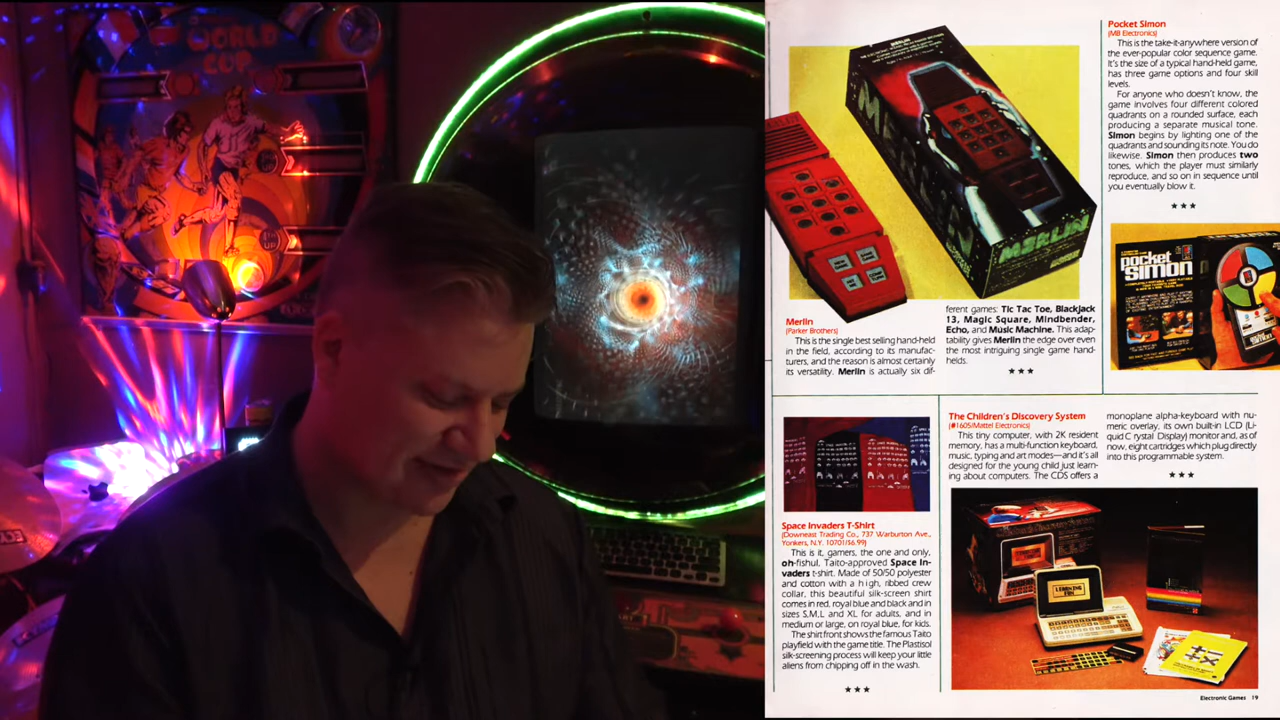 WORLD
CUP
MERLIN
MERLIN
Merlin
(Parker Brothers)
This is the single best selling hand-held
in the field, according to its manufac-
turers, and the reason is almost certainly
its versatility. Merlin is actually six dif-
ferent games: Tic Tac Toe, Blackjack
13, Magic Square, Mindbender,
Echo, and Music Machine. This adap-
tability gives Merlin the edge over even
the most intriguing single game hand-
helds.
★★★
Pocket Simon
(MB Electronics)
This is the take-it-anywhere version of
the ever-popular color sequence game.
It's the size of a typical hand-held game,
has three game options and four skill
levels.
For anyone who doesn't know, the
game involves four different colored
quadrants on a rounded surface, each
producing a separate musical tone.
Simon begins by lighting one of the
quadrants and sounding its note. You do
likewise. Simon then produces two
tones, which the player must similarly
reproduce, and so on in sequence until
you eventually blow it.
★★★
pocket
simon
simon
Space Invaders T-Shirt
(Downeast Trading Co., 737 Warburton Ave.,
Yonkers, N.Y. 10701/$6.99)
This is it, gamers, the one and only,
oh-fishul, Taito-approved Space In-
vaders t-shirt. Made of 50/50 polyester
and cotton with a high, ribbed crew
collar, this beautiful silk-screen shirt
comes in red, royal blue and black and in
sizes S,M,L and XL for adults, and in
medium or large, on royal blue, for kids.
The shirt front shows the famous Taito
playfield with the game title. The Plastisol
silk-screening process will keep your little
aliens from chipping off in the wash.
★★★
The Children's Discovery System
(#1605/Mattel Electronics)
This tiny computer, with 2K resident
memory, has a multi-function keyboard,
music, typing and art modes—and it's all
designed for the young child just learn-
ing about computers. The CDS offers a
monoplane alpha-keyboard with nu-
meric overlay, its own built-in LCD (Li-
quid Crystal Display) monitor and, as of
now, eight cartridges which plug directly
into this programmable system.
★★★
LEARNING
FUN
Electronic Games 19